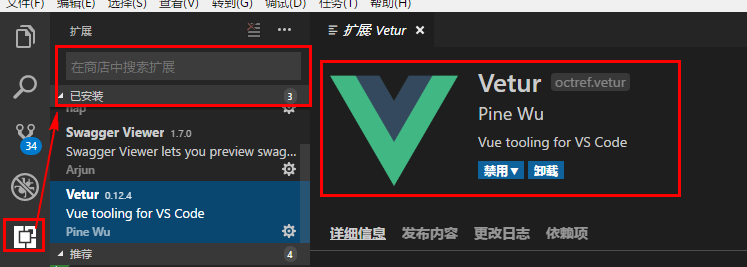 文件(F) 编辑(E) 选择(S) 查看(V) 转到(G) 调试(D) 任务(T) 帮助(H)
扩展
在商店中搜索扩展
已安装 3
Swagger Viewer 1.7.0
Swagger Viewer lets you preview swag...
Arjun
Vetur 0.12.4
Vue tooling for VS Code
Pine Wu
推荐 4
34
扩展: Vetur
Vetur octref.vetur
Pine Wu
Vue tooling for VS Code
禁用▼ 卸载
详细信息 发布内容 更改日志 依赖项